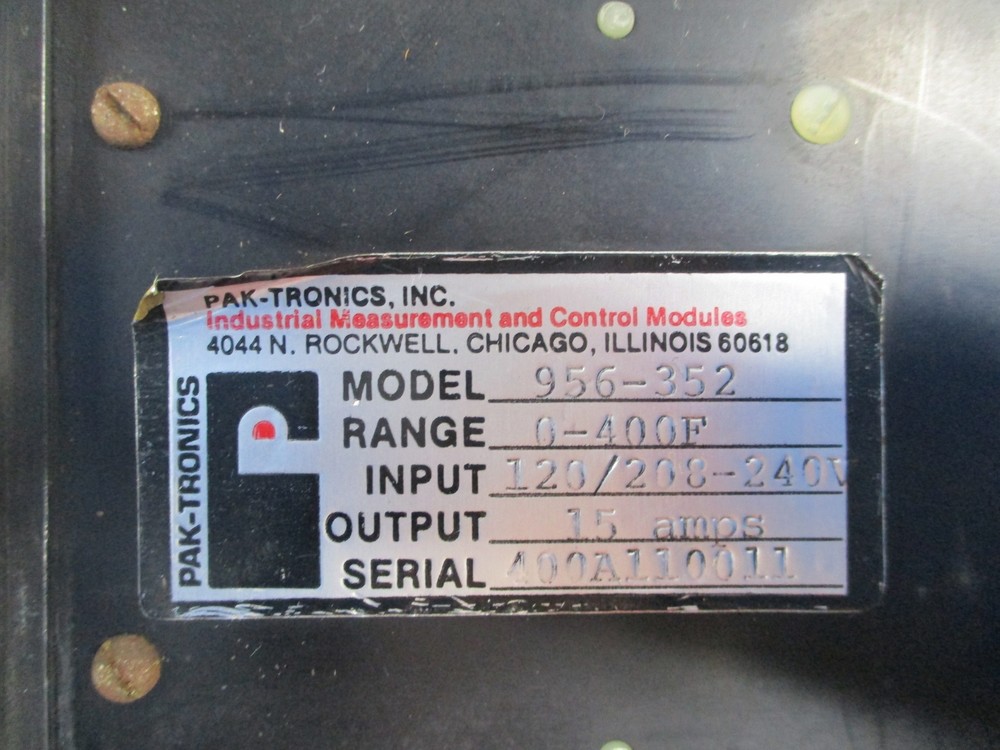 PAK-TRONICS, INC.
Industrial Measurement and Control Modules
4044 N. ROCKWELL. CHICAGO, ILLINOIS 60618
PAK-TRONICS
P
MODEL 956-352
RANGE 0-400F
INPUT 120/208-240V
OUTPUT 15 amps
SERIAL 400A110011